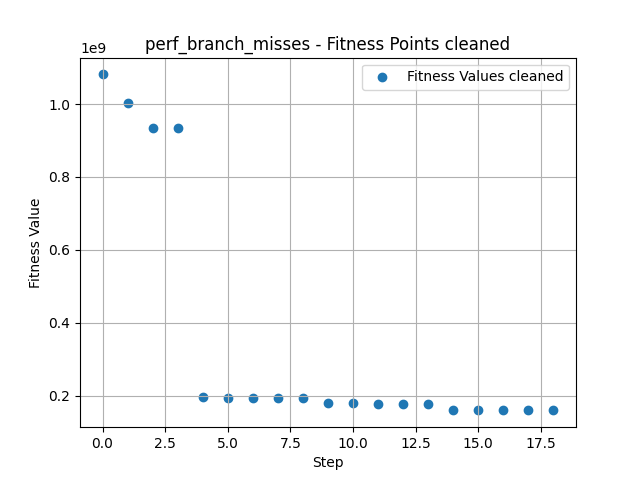 perf_branch_misses - Fitness Points cleaned
1e9
Fitness Values cleaned
1.0
0.8
0.6
0.4
0.2
Fitness Value
0.0 2.5 5.0 7.5 10.0 12.5 15.0 17.5
Step